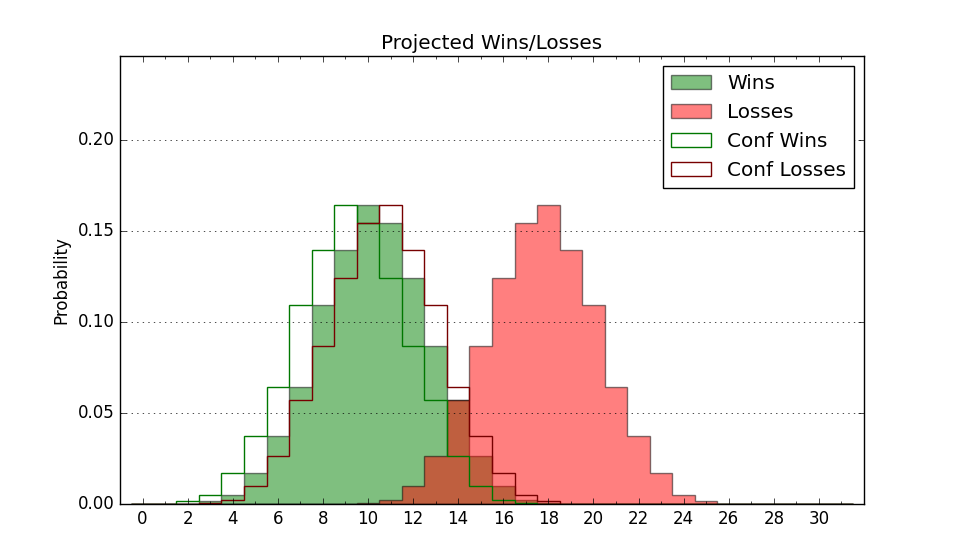 Projected Wins/Losses
Wins
Losses
Conf Wins
Conf Losses
Probability
0.20
0.15
0.10
0.05
0.00
0 2 4 6 8 10 12 14 16 18 20 22 24 26 28 30